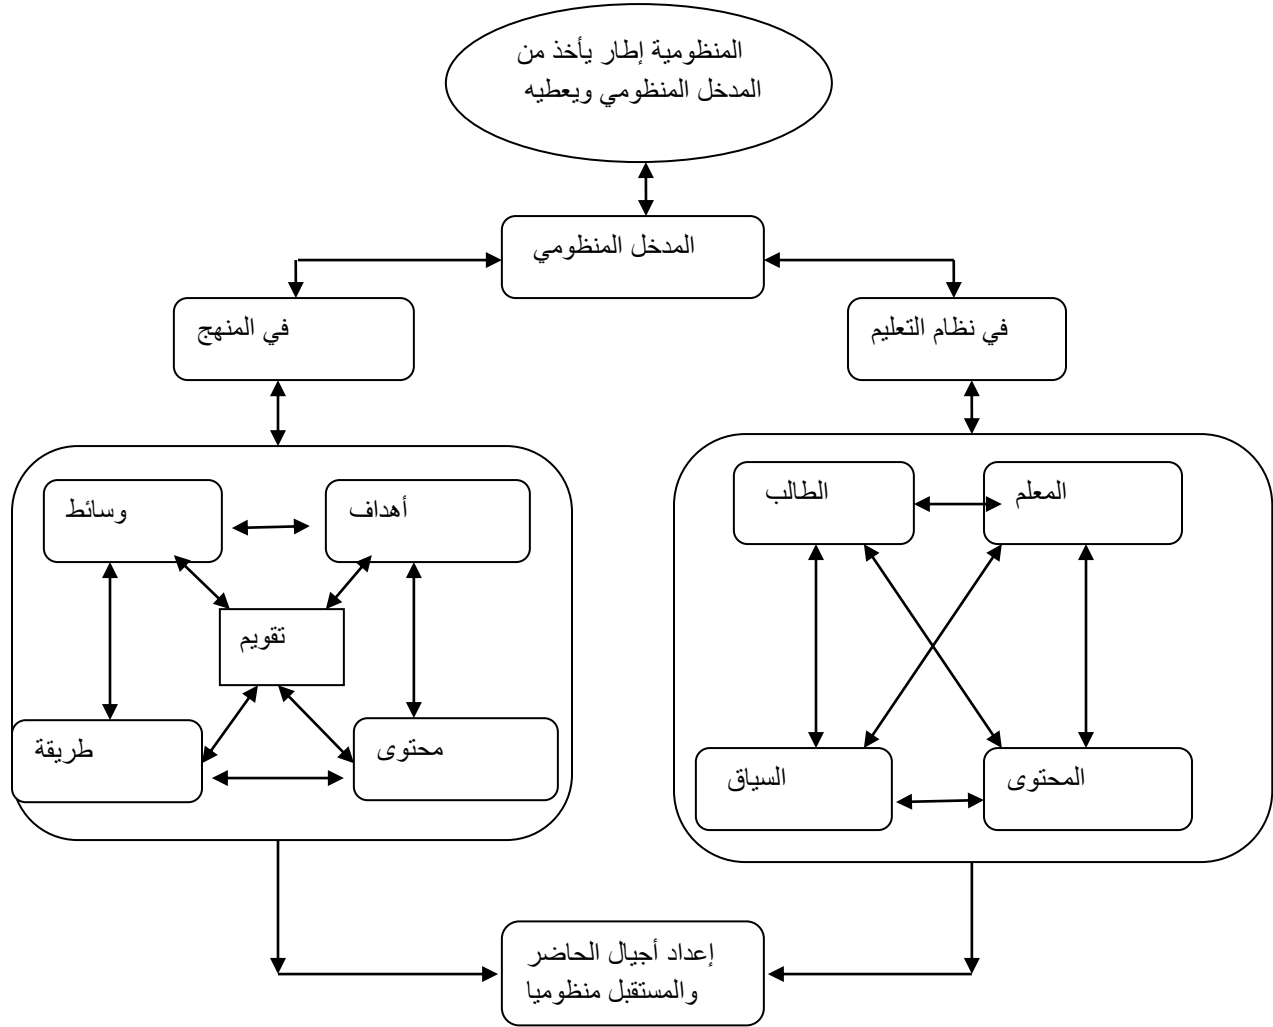 المنظومية إطار يأخذ من
المدخل المنظومي ويعطيه
المدخل المنظومي
في نظام التعليم
في المنهج
المعلم
الطالب
المحتوى
السياق
أهداف
وسائط
تقويم
محتوى
طريقة
إعداد أجيال الحاضر
والمستقبل منظوميا